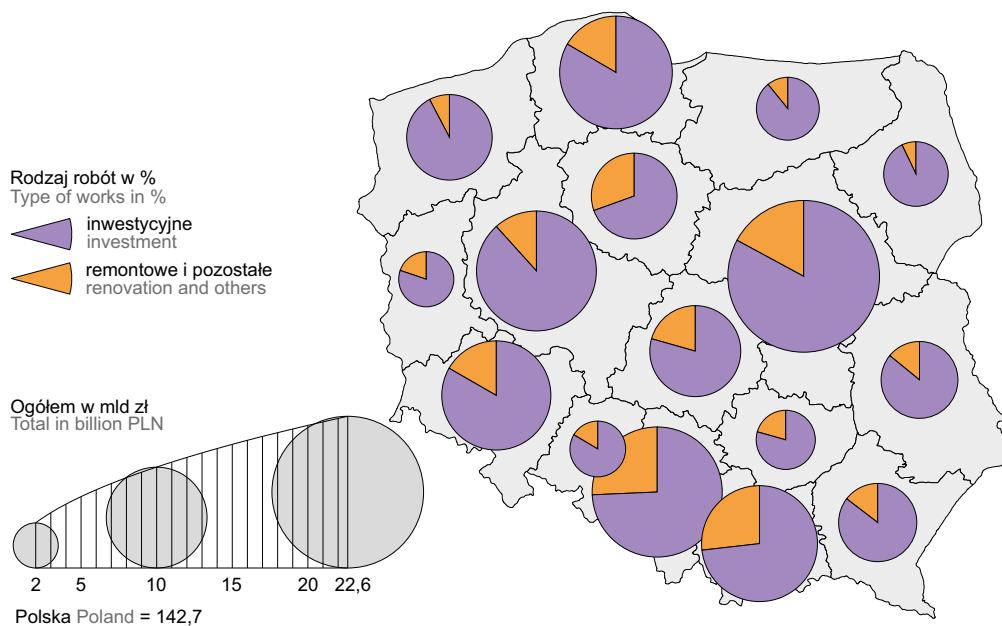 Rodzaj robót w %
Type of works in %
inwestycyjne
investment
remontowe i pozostałe
renovation and others
Ogółem w mld zł
Total in billion PLN
2 5 10 15 20 22,6
Polska Poland = 142,7